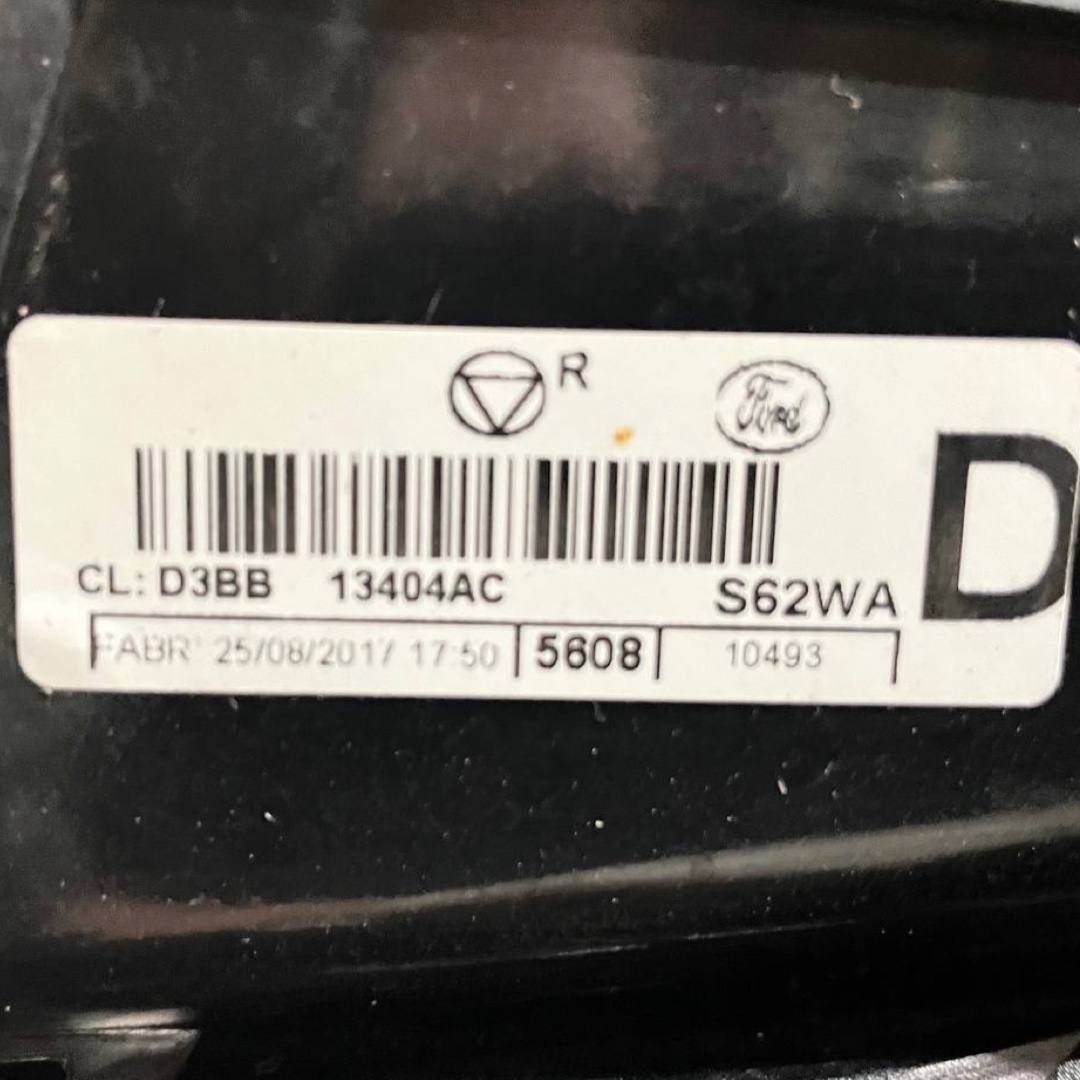 R Ford
D
CL: D3BB 13404AC S62WA
FABR' 25/08/2017 17:50 5608 10493